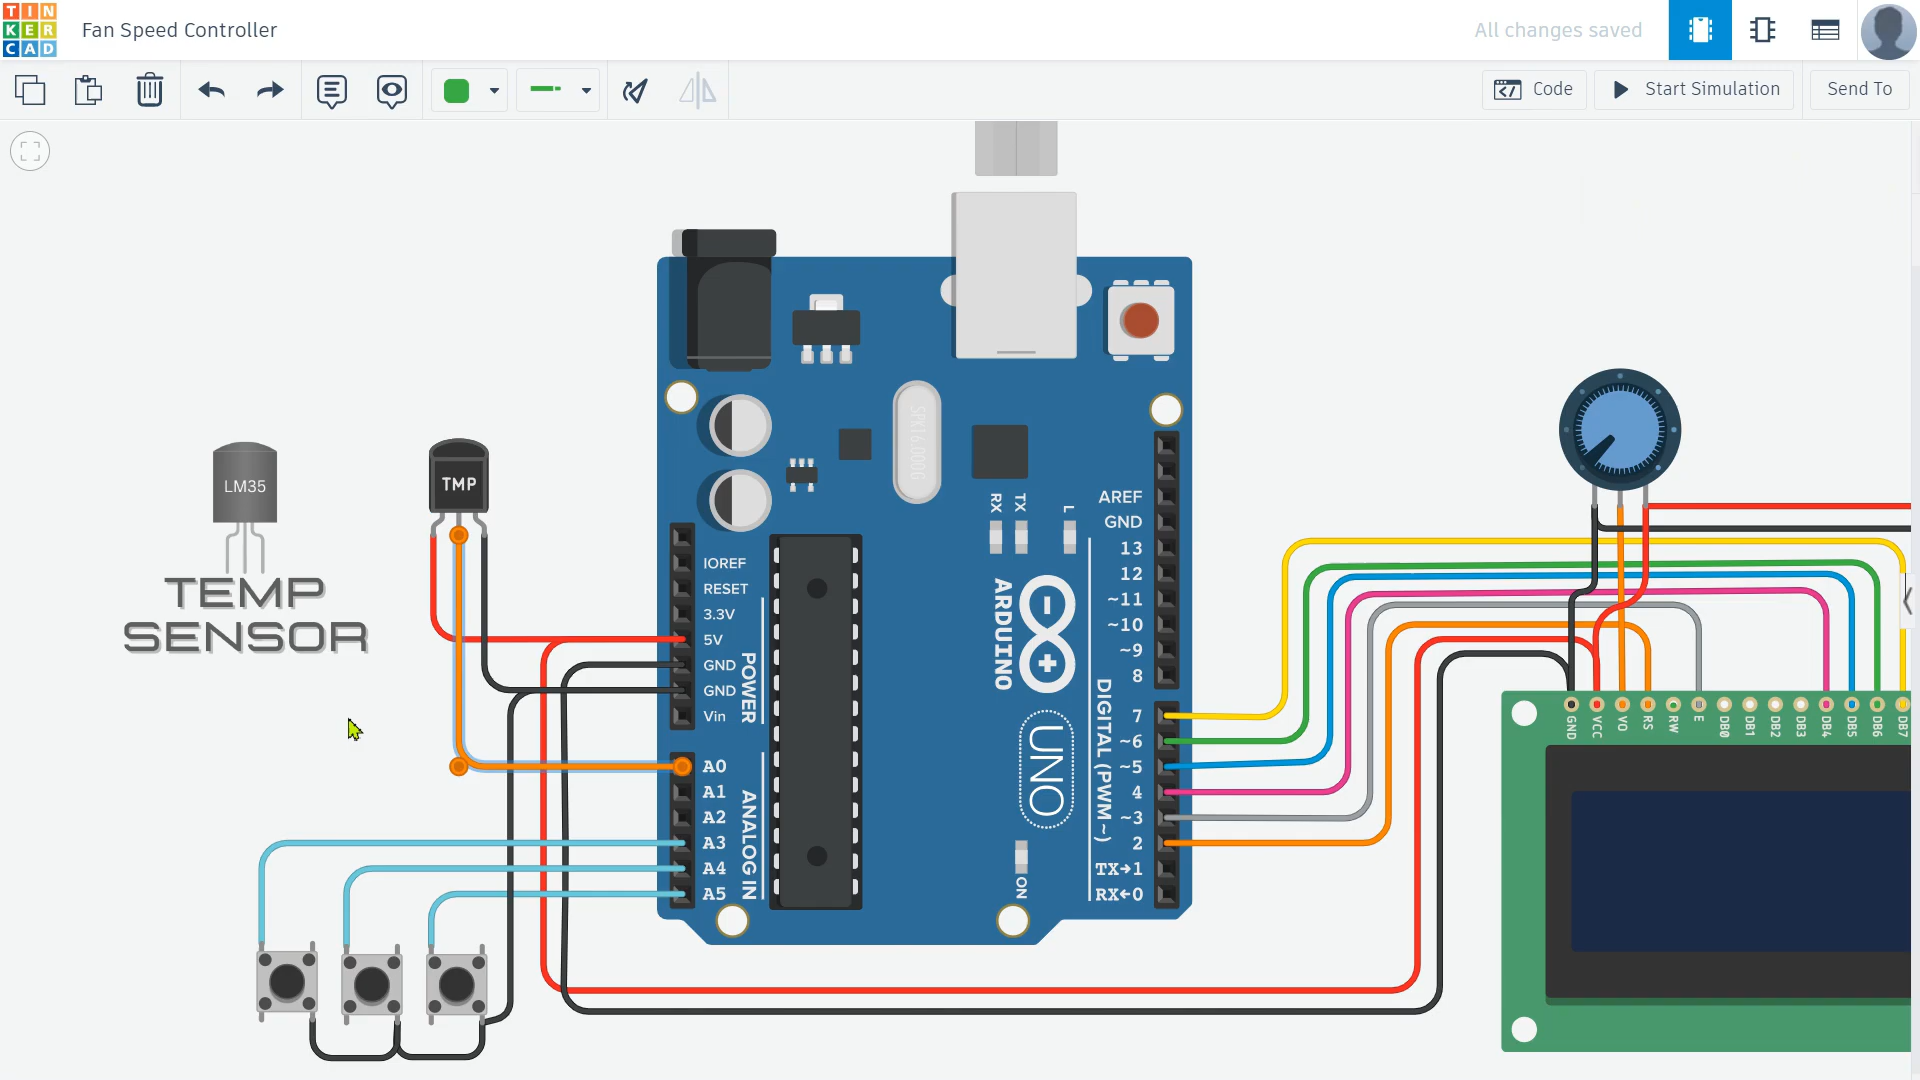 TIN
KER
CAD
Fan Speed Controller
All changes saved
Code
Start Simulation
Send To
LM35
TEMP
SENSOR
TMP
SPK16.000G
IOREF
RESET
3.3V
5V
GND
GND
Vin
POWER
A0
A1
A2
A3
A4
A5
ANALOG IN
RX
TX
L
ARDUINO
UNO
ON
AREF
GND
13
12
~11
~10
~9
8
7
~6
~5
4
~3
2
TX→1
RX←0
DIGITAL (PWM~)
GND
VCC
VO
RS
RW
E
DB0
DB1
DB2
DB3
DB4
DB5
DB6
DB7